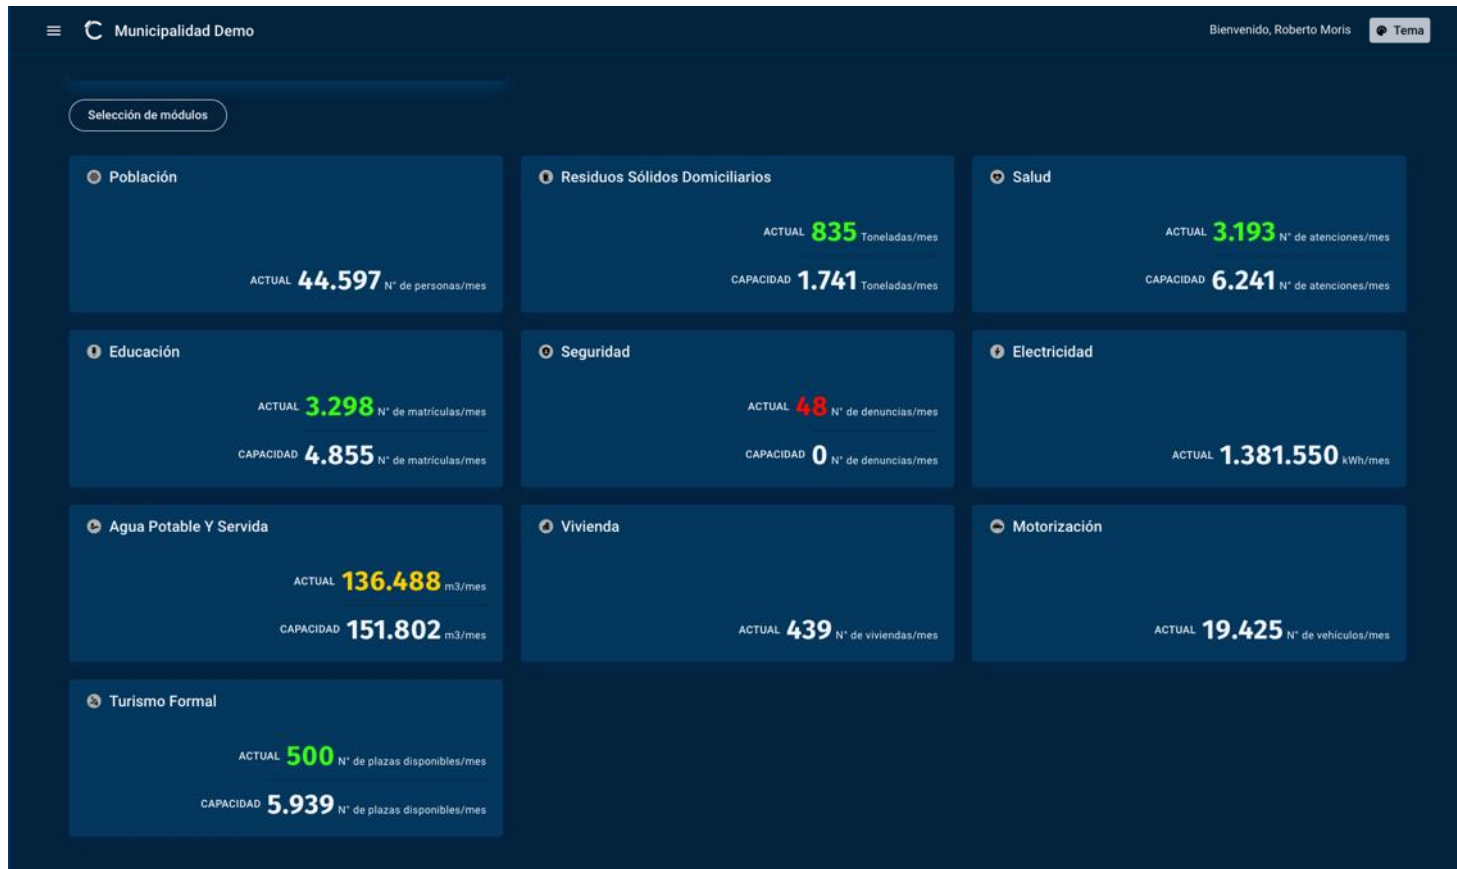 Municipalidad Demo
Bienvenido, Roberto Moris
Tema
Selección de módulos
Población
ACTUAL 44.597 N° de personas/mes
Residuos Sólidos Domiciliarios
ACTUAL 835 Toneladas/mes
CAPACIDAD 1.741 Toneladas/mes
Salud
ACTUAL 3.193 N° de atenciones/mes
CAPACIDAD 6.241 N° de atenciones/mes
Educación
ACTUAL 3.298 N° de matrículas/mes
CAPACIDAD 4.855 N° de matrículas/mes
Seguridad
ACTUAL 48 N° de denuncias/mes
CAPACIDAD 0 N° de denuncias/mes
Electricidad
ACTUAL 1.381.550 kWh/mes
Agua Potable Y Servida
ACTUAL 136.488 m3/mes
CAPACIDAD 151.802 m3/mes
Vivienda
ACTUAL 439 N° de viviendas/mes
Motorización
ACTUAL 19.425 N° de vehículos/mes
Turismo Formal
ACTUAL 500 N° de plazas disponibles/mes
CAPACIDAD 5.939 N° de plazas disponibles/mes